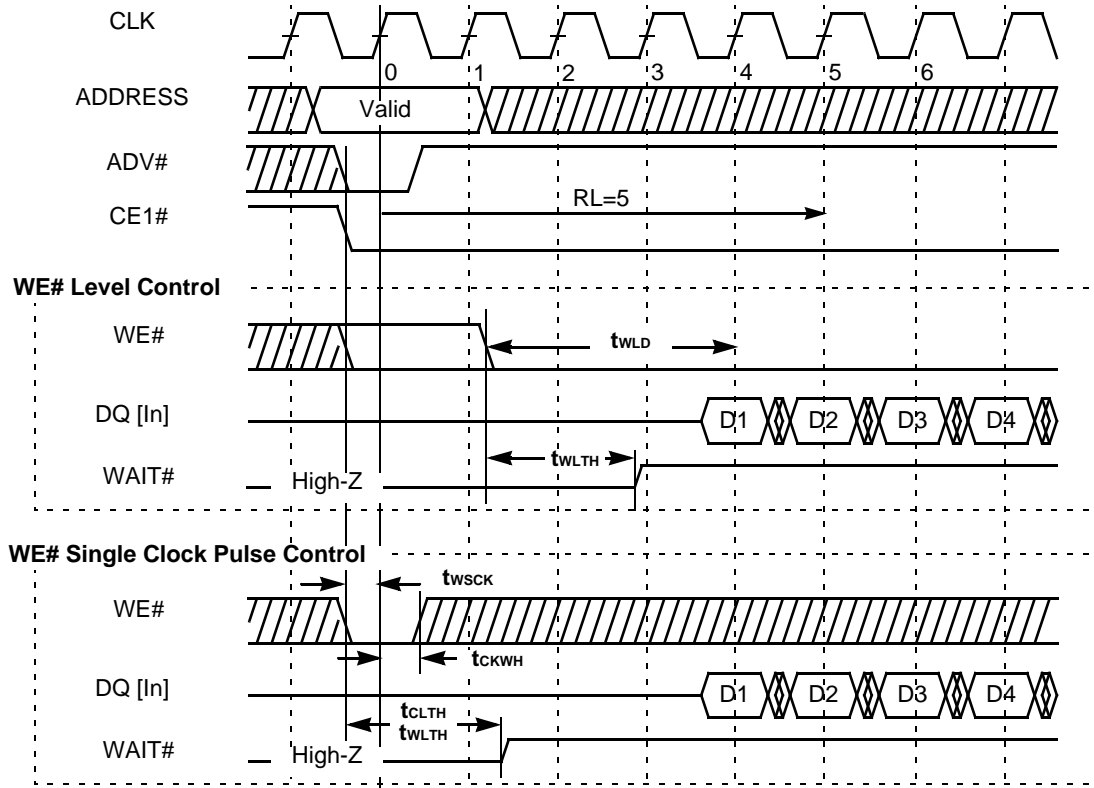 CLK
0 1 2 3 4 5 6
ADDRESS Valid
ADV#
RL=5
CE1#
WE# Level Control
WE# tWLD
DQ [In] D1 D2 D3 D4
tWLTH
WAIT# High-Z
WE# Single Clock Pulse Control
tWSCK
WE#
tCKWH
DQ [In] D1 D2 D3 D4
tCLTH
tWLTH
WAIT# High-Z